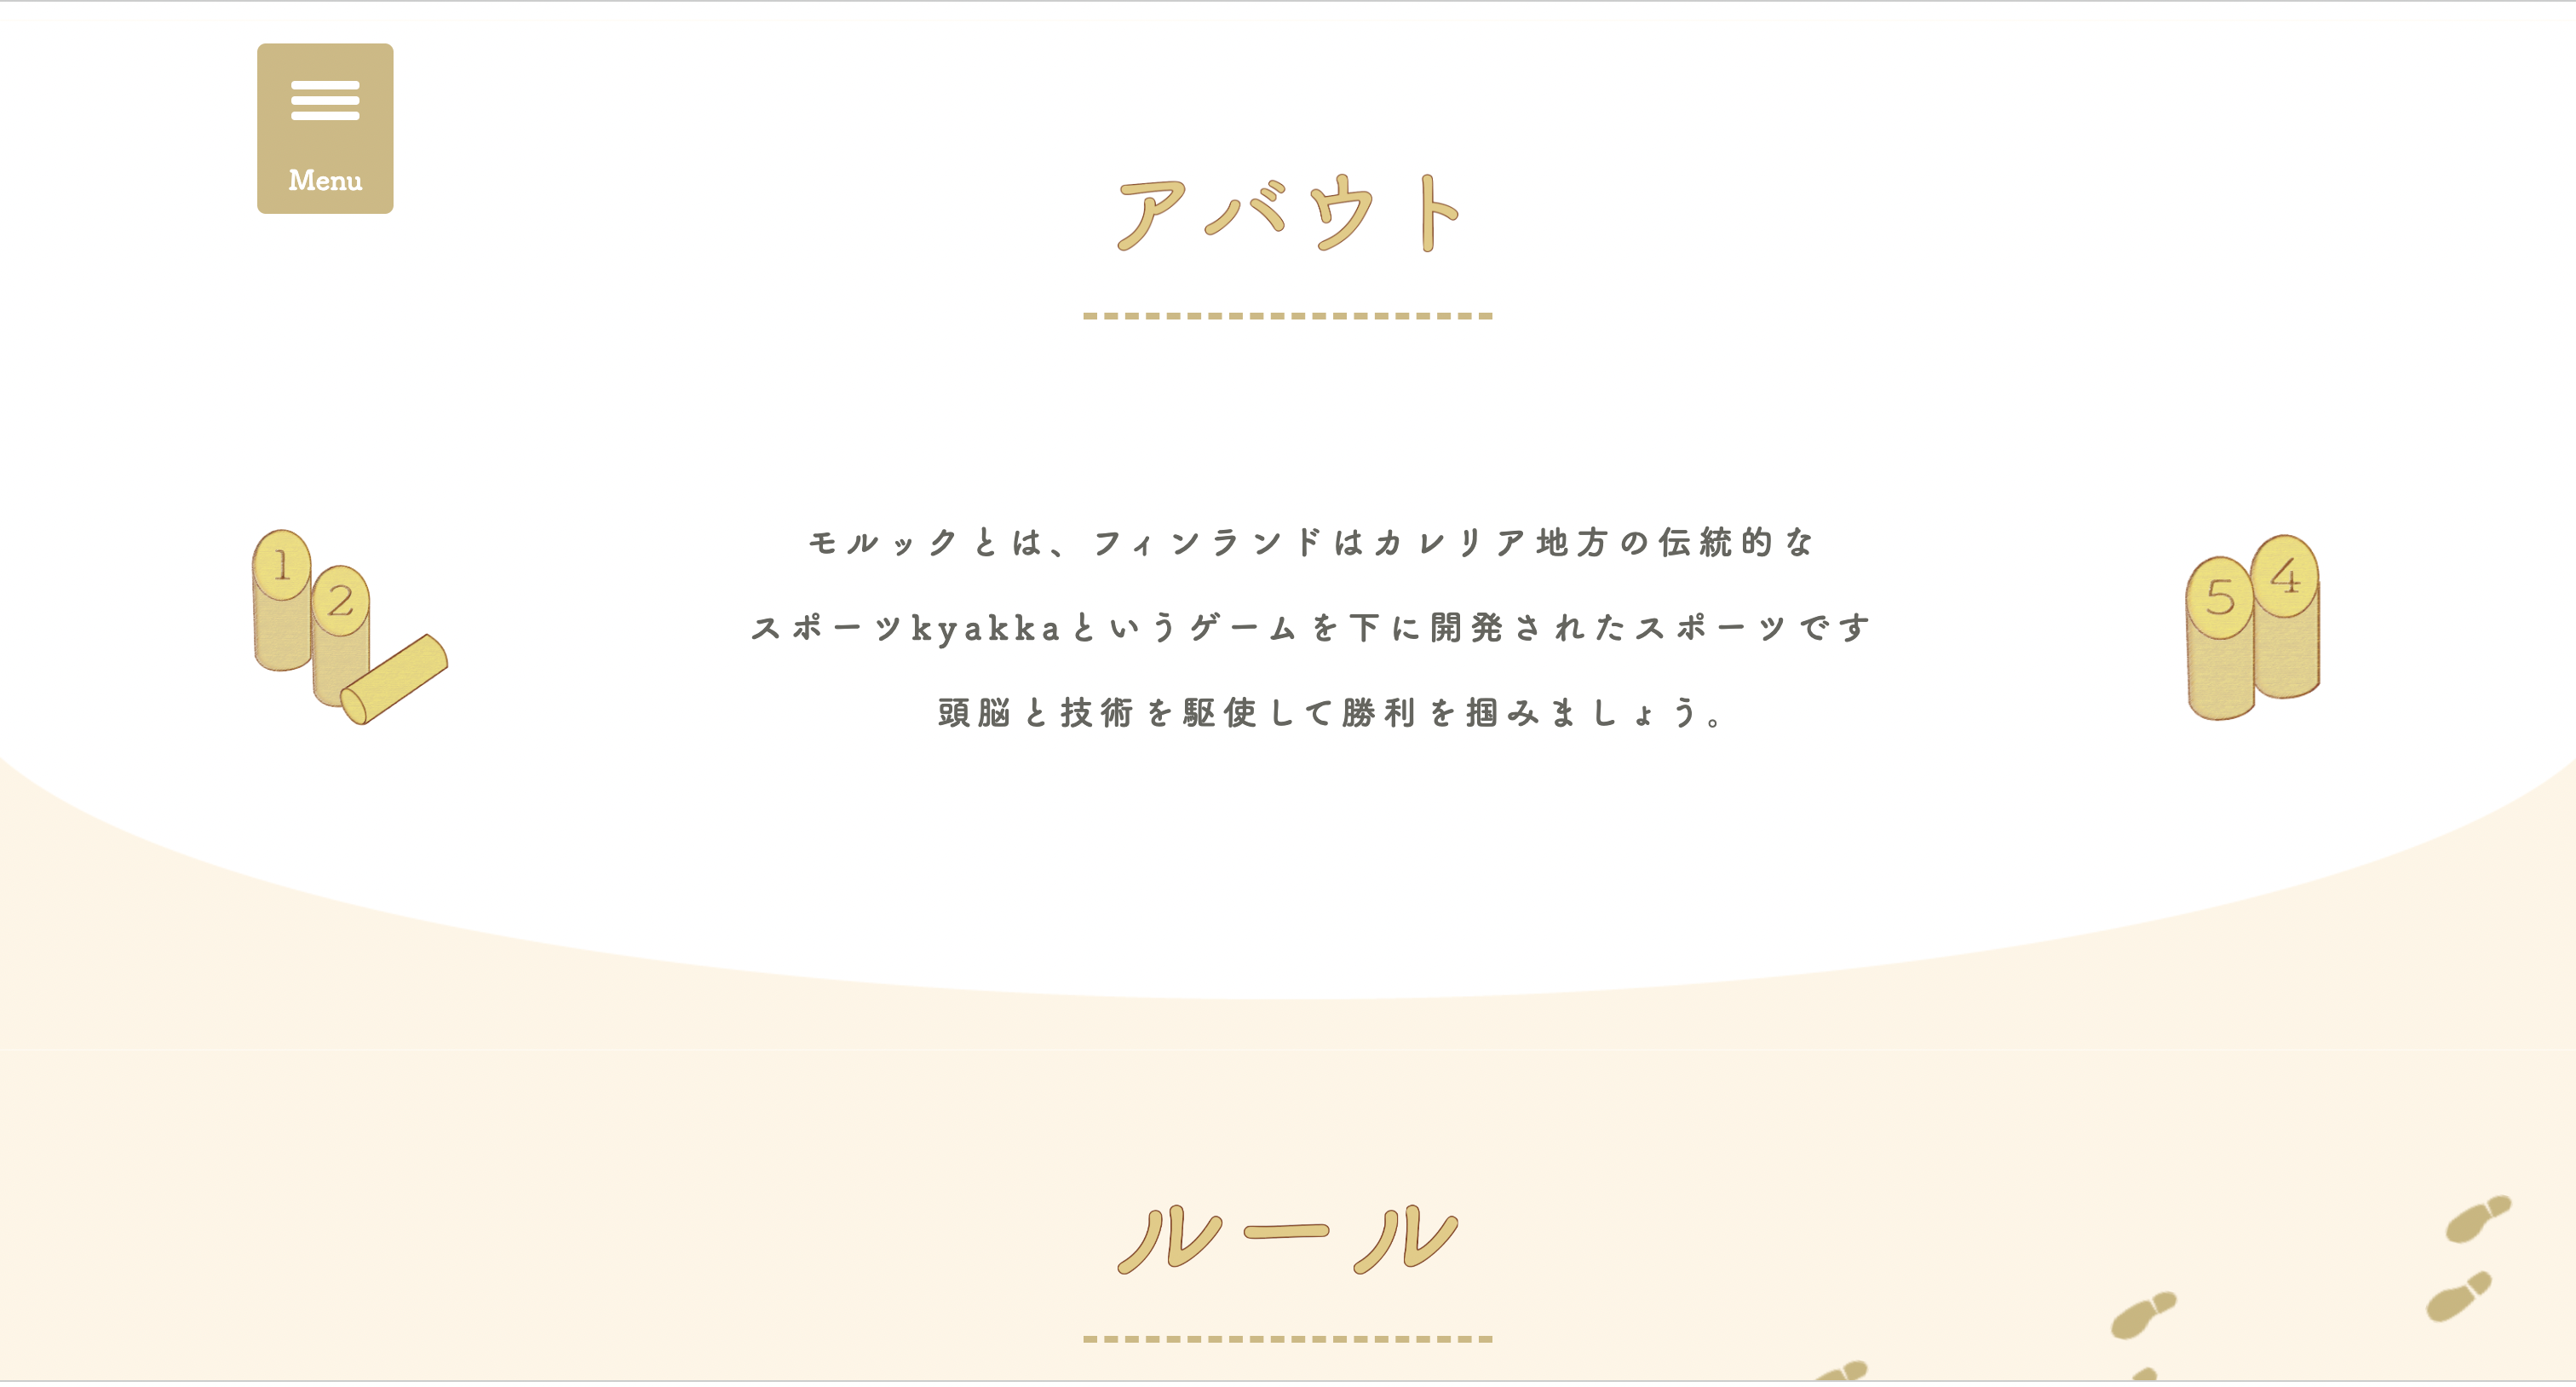 Menu
アバウト
モルックとは、フィンランドはカレリア地方の伝統的な
スポーツkyakkaというゲームを下に開発されたスポーツです
頭脳と技術を駆使して勝利を掴みましょう。
1
2
5
4
ルール